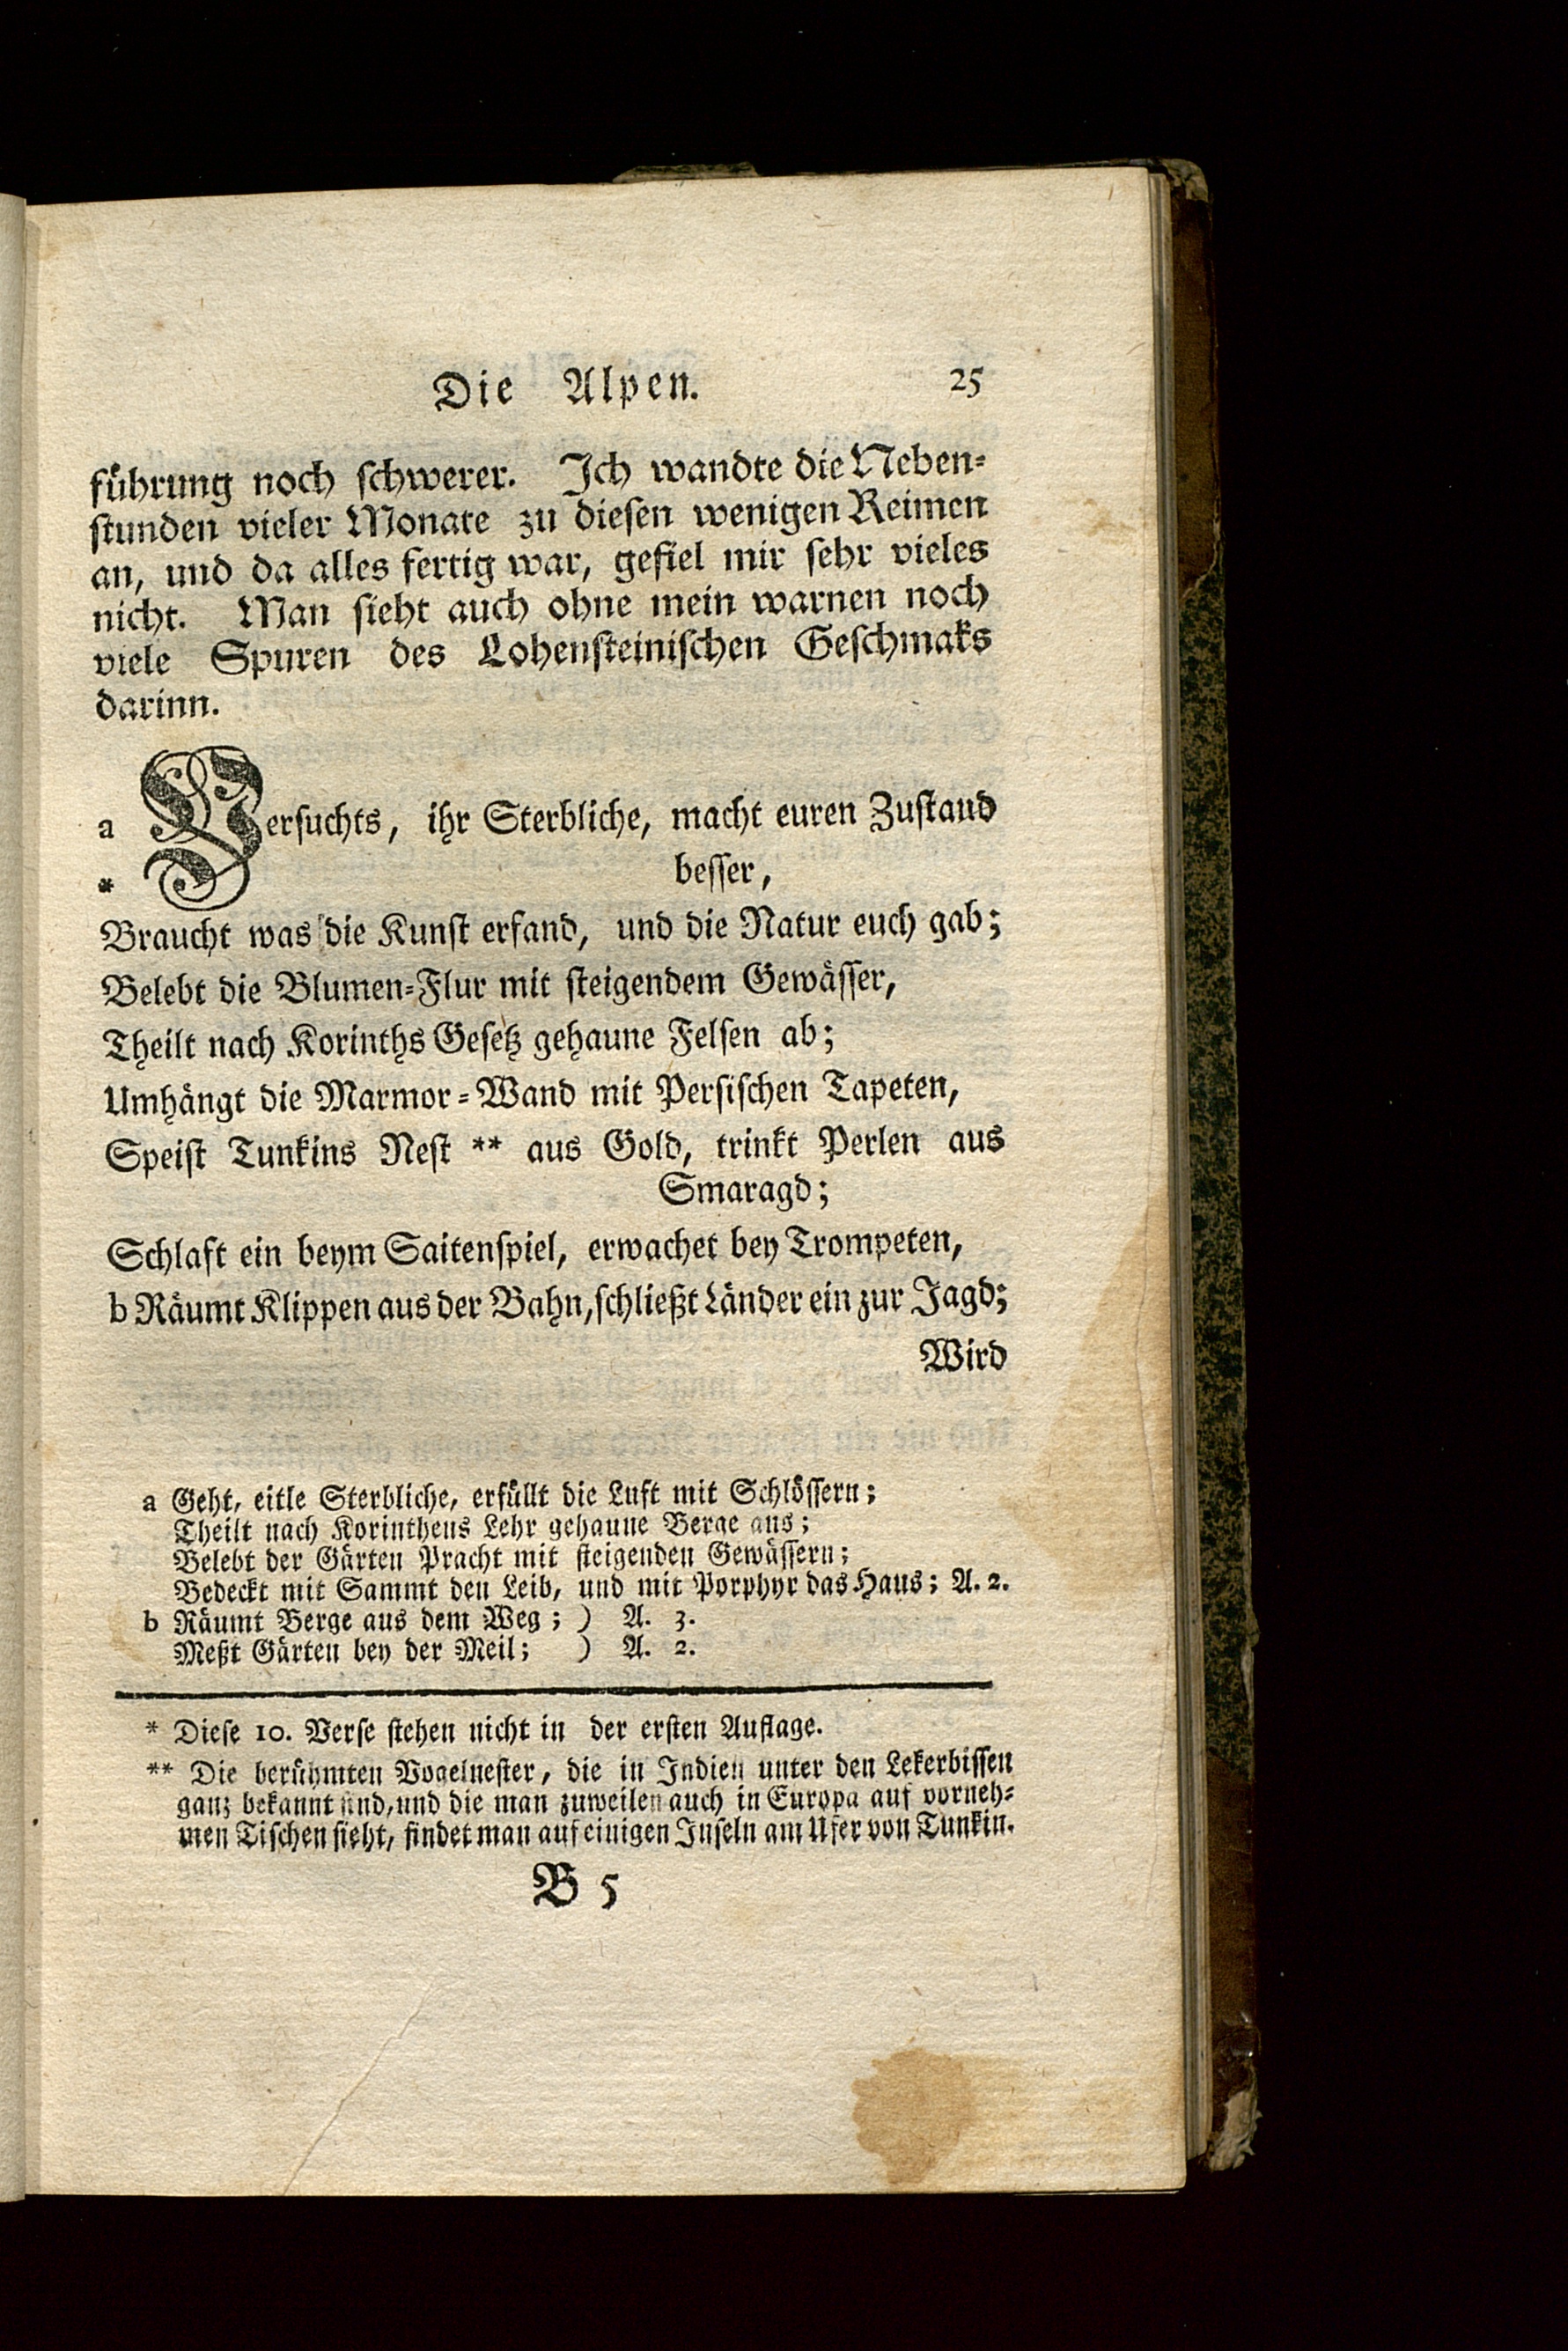 Die Alpen. 25
führung noch schwerer. Ich wandte die Neben-
stunden vieler Monate zu diesen wenigen Reimen
an, und da alles fertig war, gefiel mir sehr vieles
nicht. Man sieht auch ohne mein warnen noch
viele Spuren des Lohensteinischen Geschmaks
darinn.
a Versuchts, ihr Sterbliche, macht euren Zustand
* besser,
Braucht was die Kunst erfand, und die Natur euch gab;
Belebt die Blumen-Flur mit steigendem Gewässer,
Theilt nach Korinths Gesetz gehaune Felsen ab;
Umhängt die Marmor-Wand mit Persischen Tapeten,
Speist Tunkins Nest ** aus Gold, trinkt Perlen aus
Smaragd;
Schlaft ein beym Saitenspiel, erwachet bey Trompeten,
b Räumt Klippen aus der Bahn, schließt Länder ein zur Jagd;
Wird
a Geht, eitle Sterbliche, erfüllt die Luft mit Schlössern;
Theilt nach Korinthens Lehr gehaune Berge aus;
Belebt der Gärten Pracht mit steigenden Gewässern;
Bedeckt mit Sammt den Leib, und mit Porphyr das Haus; A. 2.
b Räumt Berge aus dem Weg; ) A. 3.
Meßt Gärten bey der Meil; ) A. 2.
* Diese 10. Verse stehen nicht in der ersten Auflage.
** Die berühmten Vogelnester, die in Indien unter den Lekerbissen
ganz bekannt sind, und die man zuweilen auch in Europa auf vorneh-
men Tischen sieht, findet man auf einigen Inseln am Ufer von Tunkin.
B 5